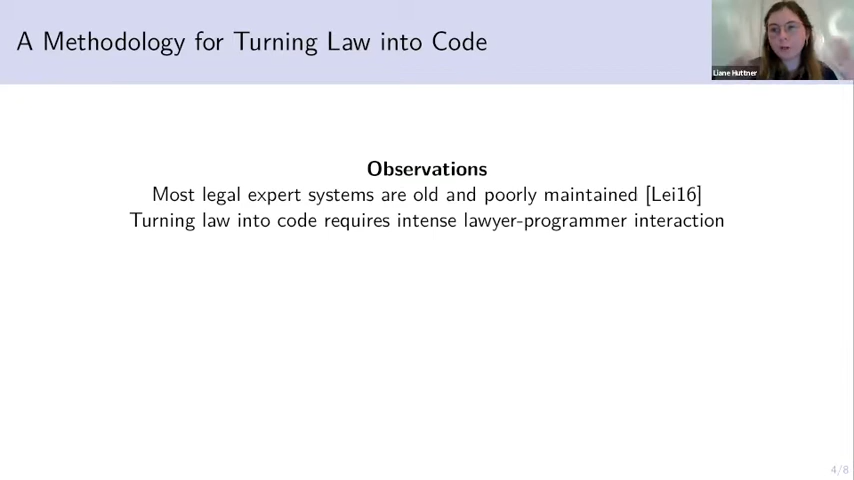 A Methodology for Turning Law into Code
Liane Huttner
Observations
Most legal expert systems are old and poorly maintained [Lei16]
Turning law into code requires intense lawyer-programmer interaction
4/8